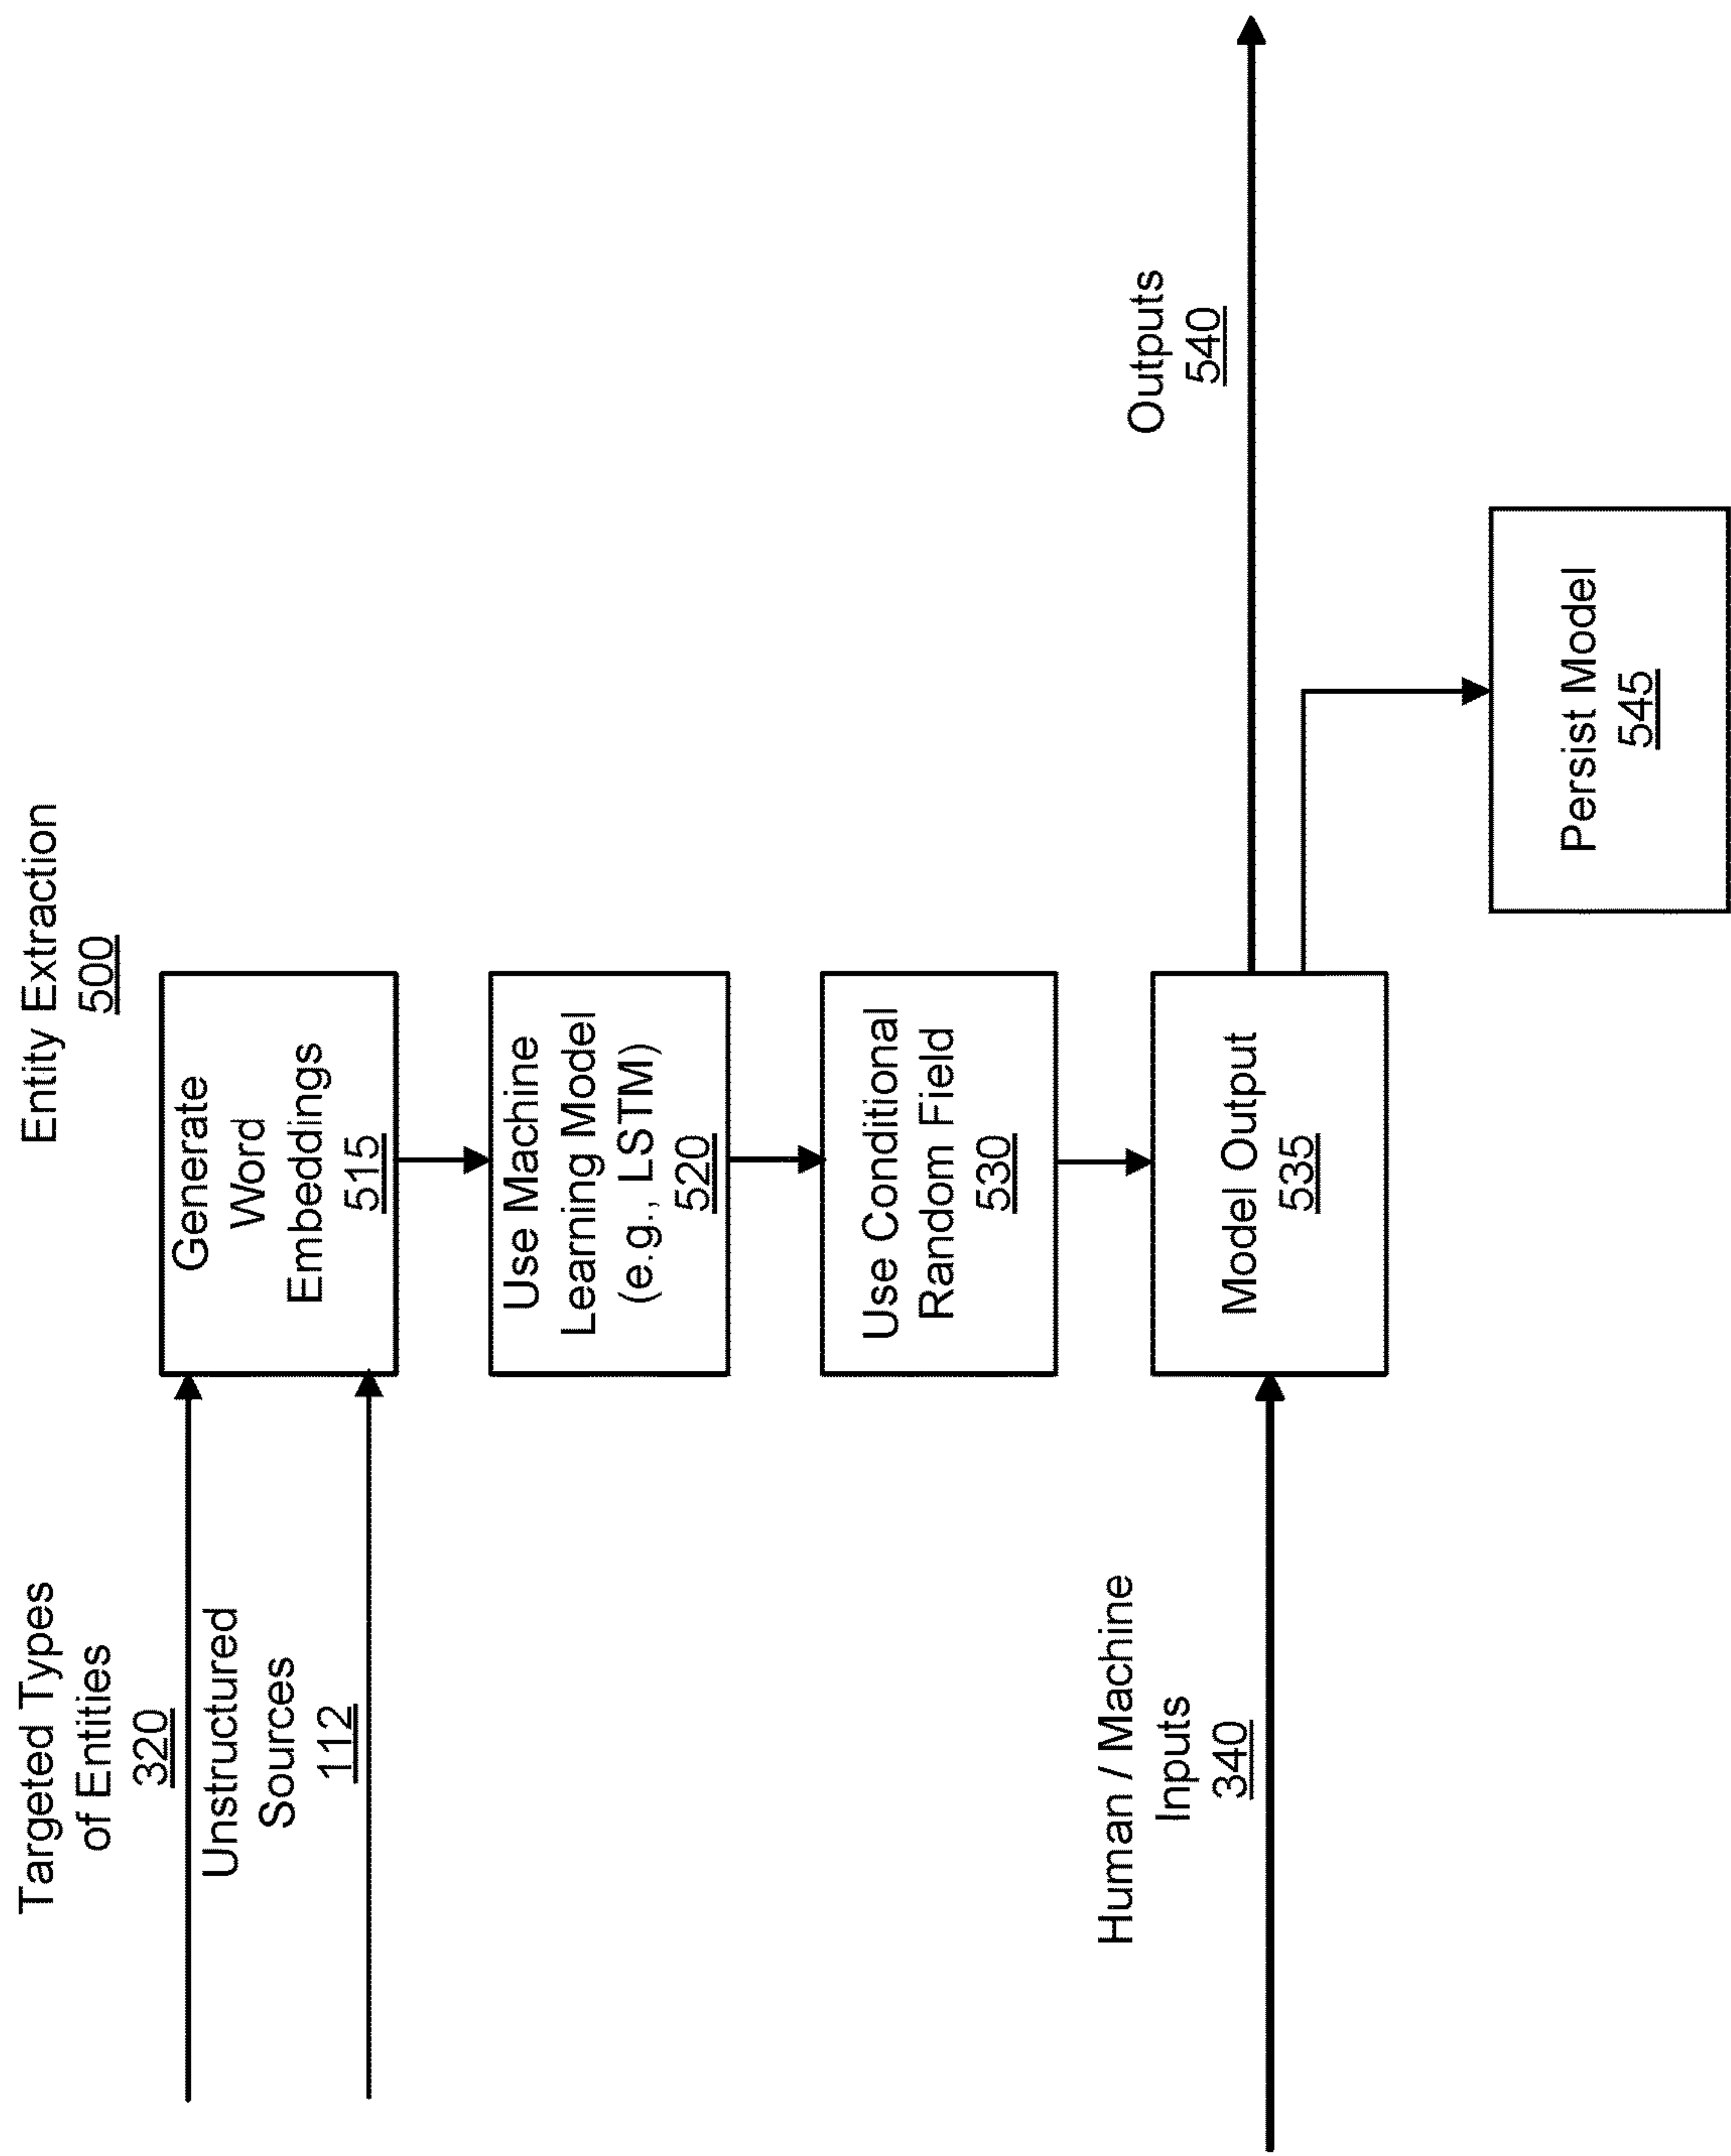 Entity Extraction
500
Targeted Types
of Entities
320
Unstructured
Sources
112
Generate
Word
Embeddings
515
Use Machine
Learning Model
(e.g., LSTM)
520
Use Conditional
Random Field
530
Human / Machine
Inputs
340
Model Output
535
Outputs
540
Persist Model
545